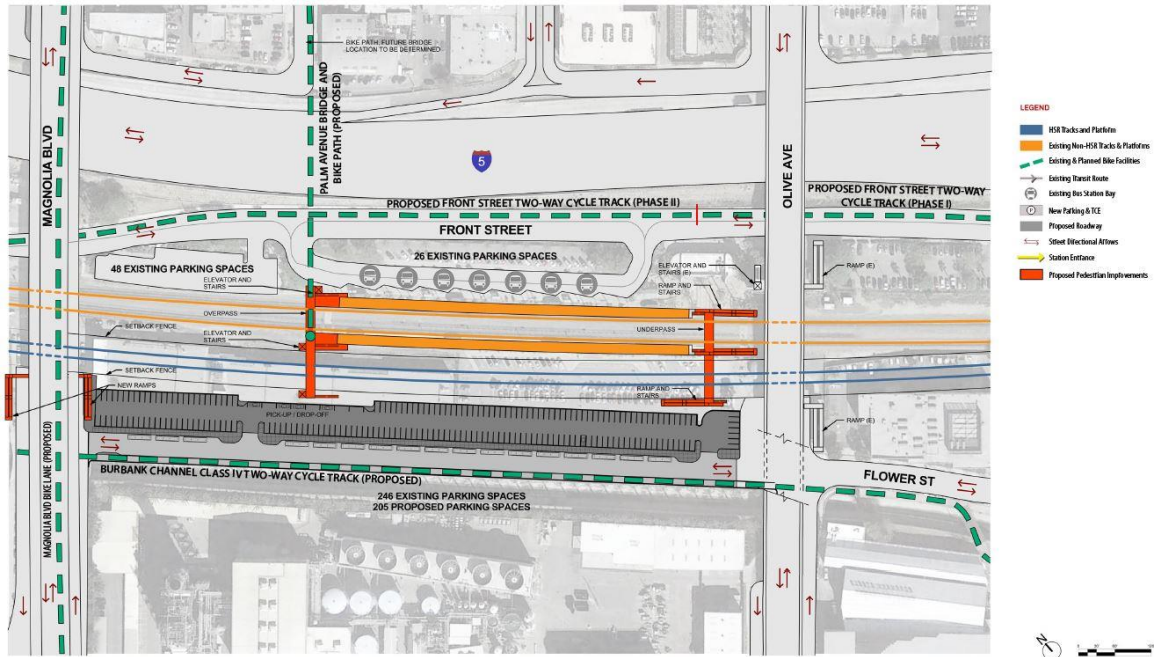 BIKE PATH, FUTURE BRIDGE
LOCATION TO BE DETERMINED
MAGNOLIA BLVD
PALM AVENUE BRIDGE AND
BIKE PATH (PROPOSED)
5
OLIVE AVE
PROPOSED FRONT STREET TWO-WAY CYCLE TRACK (PHASE II)
PROPOSED FRONT STREET TWO-WAY
CYCLE TRACK (PHASE I)
FRONT STREET
48 EXISTING PARKING SPACES
26 EXISTING PARKING SPACES
ELEVATOR AND
STAIRS
ELEVATOR AND
STAIRS (E)
RAMP AND
STAIRS
RAMP (E)
OVERPASS
UNDERPASS
SETBACK FENCE
ELEVATOR AND
STAIRS
SETBACK FENCE
NEW RAMPS
RAMP AND
STAIRS
PICK-UP / DROP-OFF
RAMP (E)
MAGNOLIA BLVD BIKE LANE (PROPOSED)
BURBANK CHANNEL CLASS IV TWO-WAY CYCLE TRACK (PROPOSED)
FLOWER ST
246 EXISTING PARKING SPACES
205 PROPOSED PARKING SPACES
LEGEND
HSR Tracks and Platform
Existing Non-HSR Tracks & Platforms
Existing & Planned Bike Facilities
Existing Transit Route
Existing Bus Station Bay
P
New Parking & TCE
Proposed Roadway
Street Directional Arrows
Station Entrance
Proposed Pedestrian Improvments
N